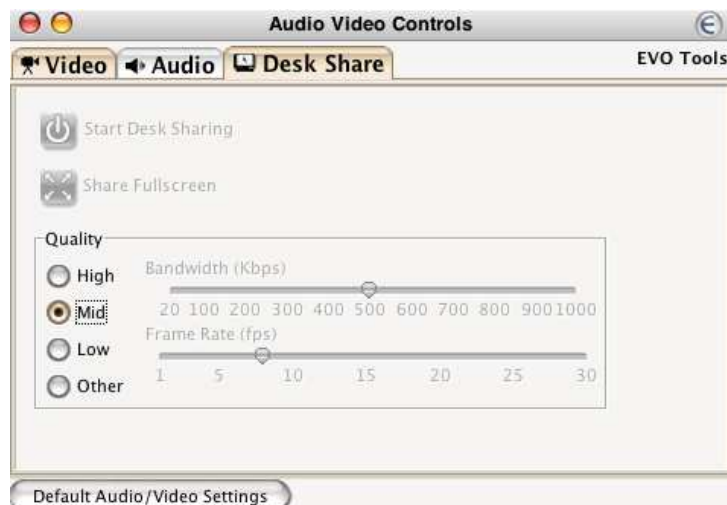 Audio Video Controls
Video Audio Desk Share EVO Tools
Start Desk Sharing
Share Fullscreen
Quality
High
Mid
Low
Other
Bandwidth (Kbps)
20 100 200 300 400 500 600 700 800 900 1000
Frame Rate (fps)
1 5 10 15 20 25 30
Default Audio/Video Settings